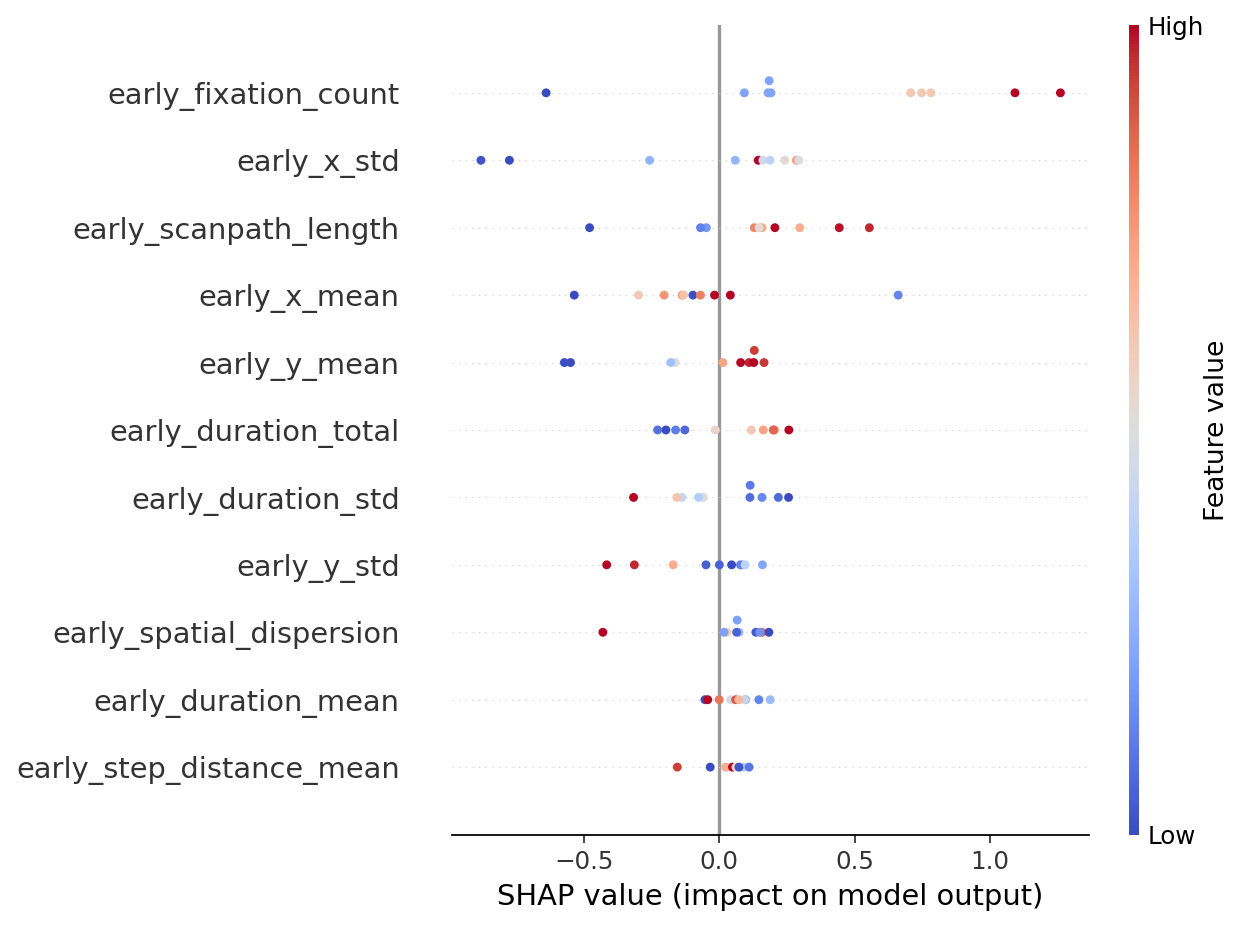 High
early_fixation_count
early_x_std
early_scanpath_length
early_x_mean
early_y_mean
early_duration_total
early_duration_std
early_y_std
early_spatial_dispersion
early_duration_mean
early_step_distance_mean
Feature value
Low
−0.5 0.0 0.5 1.0
SHAP value (impact on model output)